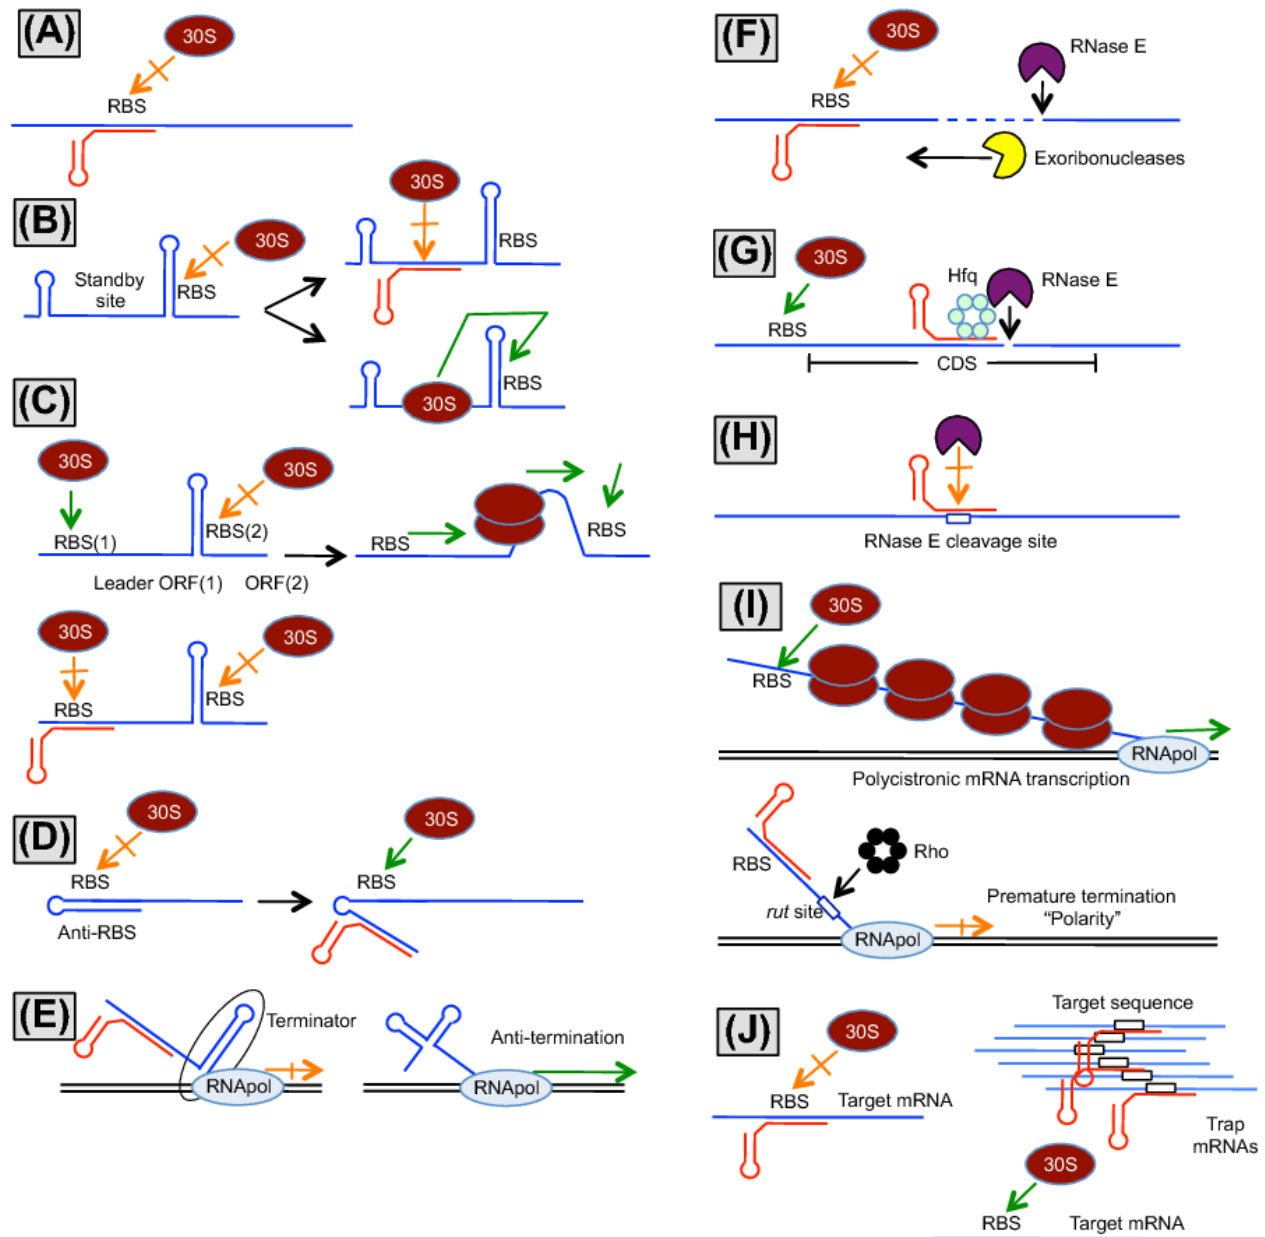 (A)
30S
RBS
(B)
30S
Standby
site
RBS
30S
RBS
RBS
30S
(C)
30S
30S
RBS(1)
RBS(2)
Leader ORF(1)
ORF(2)
RBS
RBS
30S
30S
RBS
RBS
(D)
30S
RBS
Anti-RBS
30S
RBS
(E)
Terminator
RNApol
Anti-termination
RNApol
(F)
30S
RBS
RNase E
Exoribonucleases
(G)
30S
RBS
Hfq
RNase E
CDS
(H)
RNase E cleavage site
(I)
30S
RBS
RNApol
Polycistronic mRNA transcription
RBS
Rho
rut site
RNApol
Premature termination
“Polarity”
(J)
30S
RBS
Target mRNA
Target sequence
Trap
mRNAs
30S
RBS
Target mRNA